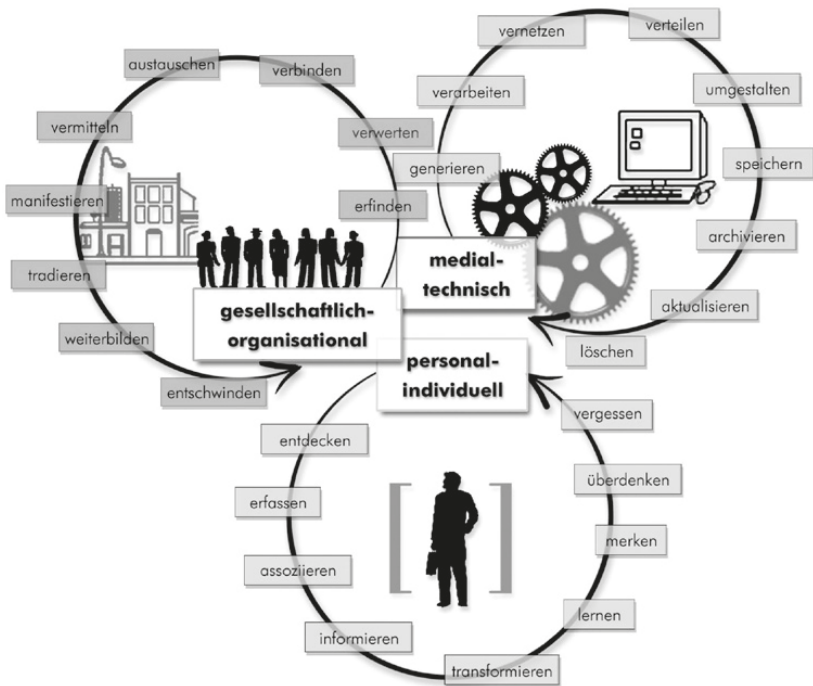 vernetzen
verteilen
austauschen
verbinden
verarbeiten
umgestalten
vermitteln
verwerten
generieren
speichern
manifestieren
erfinden
archivieren
medial-
technisch
tradieren
aktualisieren
gesellschaftlich-
organisational
weiterbilden
löschen
personal-
individuell
entschwinden
vergessen
entdecken
überdenken
erfassen
merken
assoziieren
lernen
informieren
transformieren